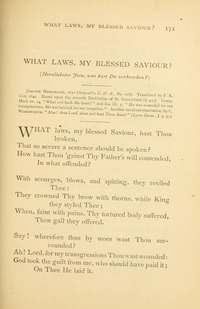 WHAT LAWS, MY BLESSED SAVIOUR? 171
WHAT LAWS, MY BLESSED SAVIOUR?
(Herzliebster Jesu, was hast Du verbrochen?)
WHAT laws, my blessed Saviour, hast Thou
broken,
That so severe a sentence should be spoken?
How hast Thou 'gainst Thy Father's will contended,
In what offended?
With scourges, blows, and spitting, they reviled
Thee:
They crowned Thy brow with thorns, while King
they styled Thee;
When, faint with pains, Thy tortured body suffered,
Then gall they offered.
Say! wherefore thus by woes wast Thou sur-
rounded?
Ah! Lord, for my transgressions Thou wast wounded:
God took the guilt from me, who should have paid it;
On Thee He laid it.